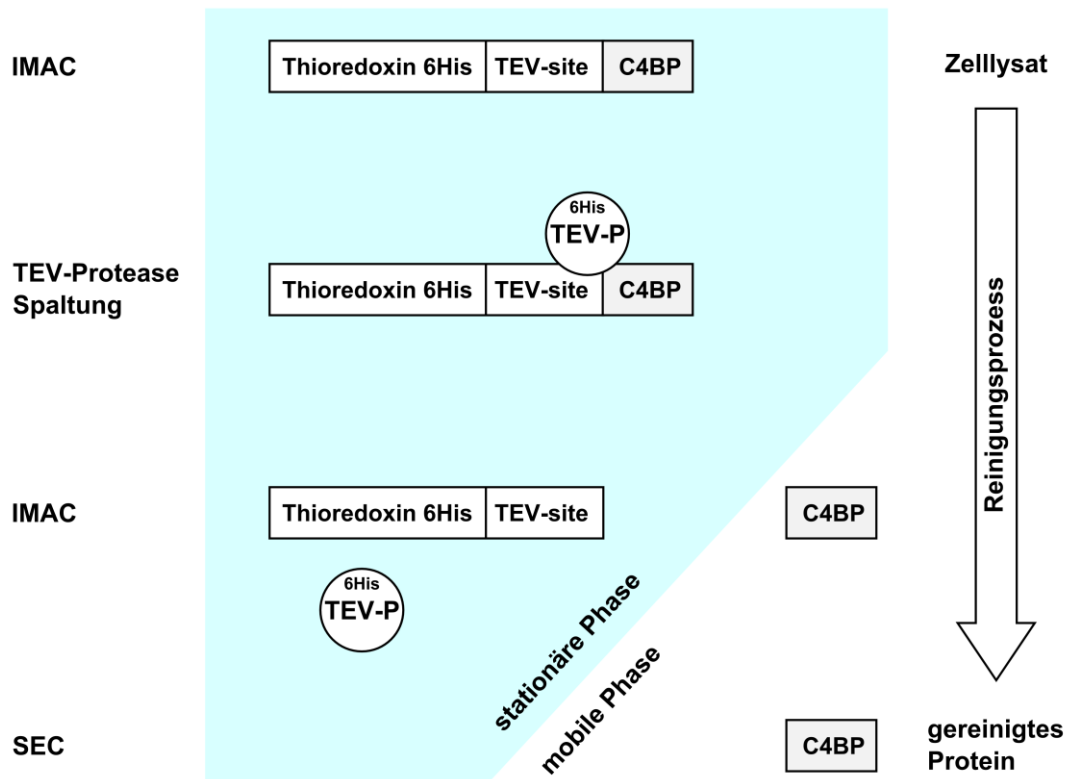 IMAC
Thioredoxin 6His TEV-site C4BP
Zelllysat
6His
TEV-P
TEV-Protease
Spaltung
Thioredoxin 6His TEV-site C4BP
Reinigungsprozess
IMAC
Thioredoxin 6His TEV-site
C4BP
6His
TEV-P
stationäre Phase
mobile Phase
SEC
C4BP
gereinigtes
Protein